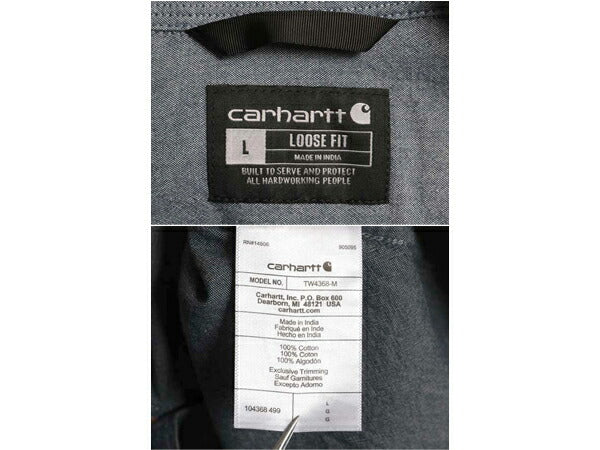 carhartt
L
LOOSE FIT
MADE IN INDIA
BUILT TO SERVE AND PROTECT
ALL HARDWORKING PEOPLE
RN#14806 905095
carhartt
MODEL NO. TW4368-M
Carhartt, Inc. P.O. Box 600
Dearborn, MI 48121 USA
carhartt.com
Made in India
Fabriqué en Inde
Hecho en India
100% Cotton
100% Coton
100% Algodón
Exclusive Trimming
Sauf Garnitures
Excepto Adorno
104368 499
L
G
G